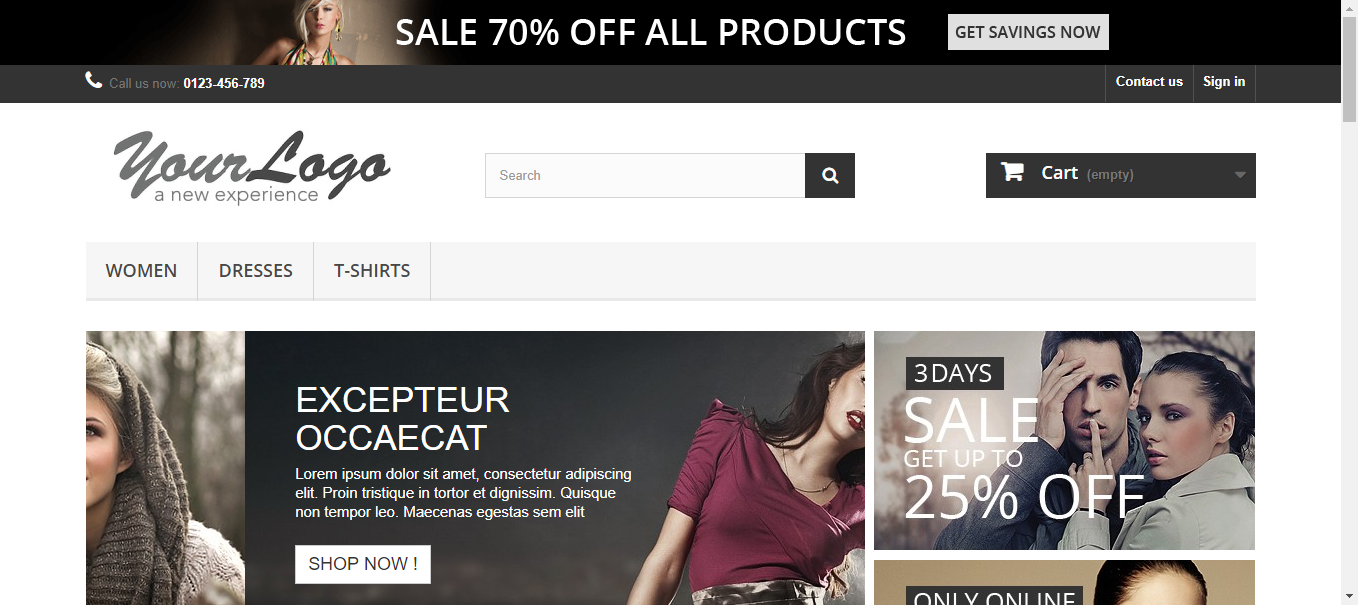 SALE 70% OFF ALL PRODUCTS
GET SAVINGS NOW
Call us now: 0123-456-789
Contact us
Sign in
YourLogo
a new experience
Search
Cart (empty)
WOMEN
DRESSES
T-SHIRTS
EXCEPTEUR
OCCAECAT
Lorem ipsum dolor sit amet, consectetur adipiscing
elit. Proin tristique in tortor et dignissim. Quisque
non tempor leo. Maecenas egestas sem elit
SHOP NOW !
3 DAYS
SALE
GET UP TO
25% OFF
ONLY ONLINE